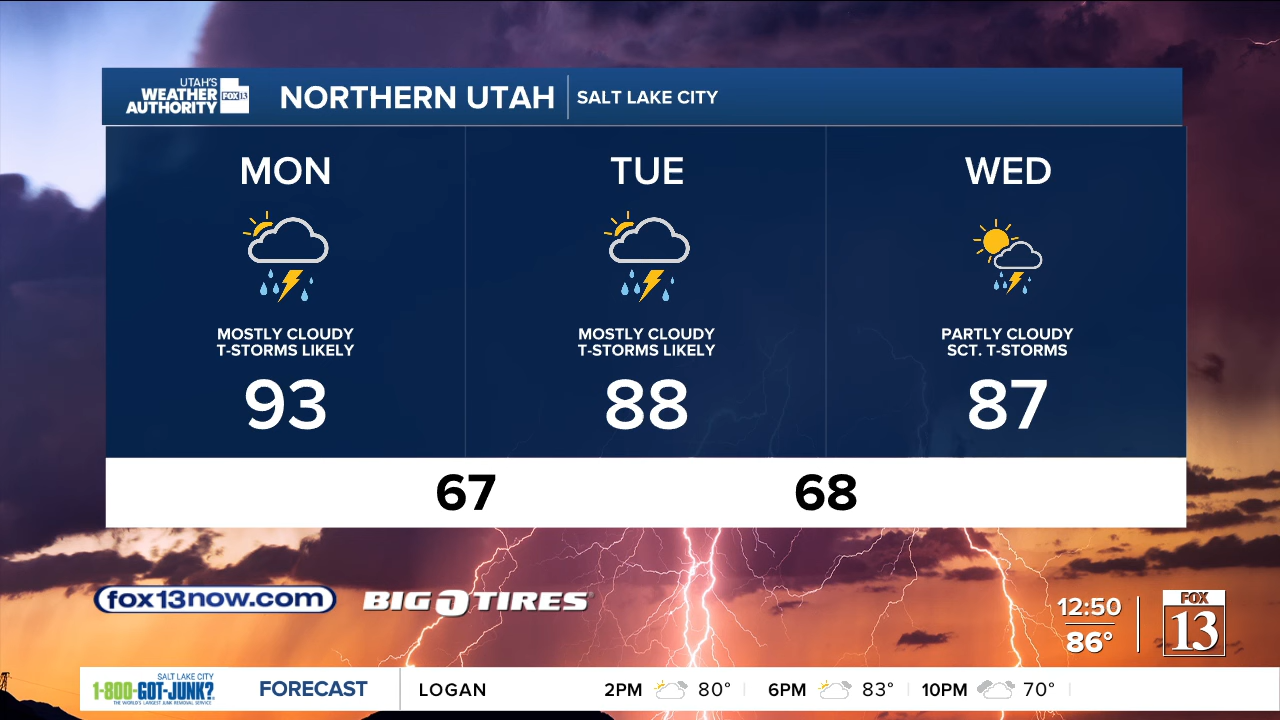 UTAH'S
WEATHER
AUTHORITY
FOX 13
NORTHERN UTAH
SALT LAKE CITY
MON
TUE
WED
MOSTLY CLOUDY
T-STORMS LIKELY
MOSTLY CLOUDY
T-STORMS LIKELY
PARTLY CLOUDY
SCT. T-STORMS
93
88
87
67
68
fox13now.com
BIG O TIRES
12:50
86°
FOX
13
SALT LAKE CITY
1-800-GOT-JUNK?
THE WORLD'S LARGEST JUNK REMOVAL SERVICE
FORECAST
LOGAN
2PM 80°
6PM 83°
10PM 70°